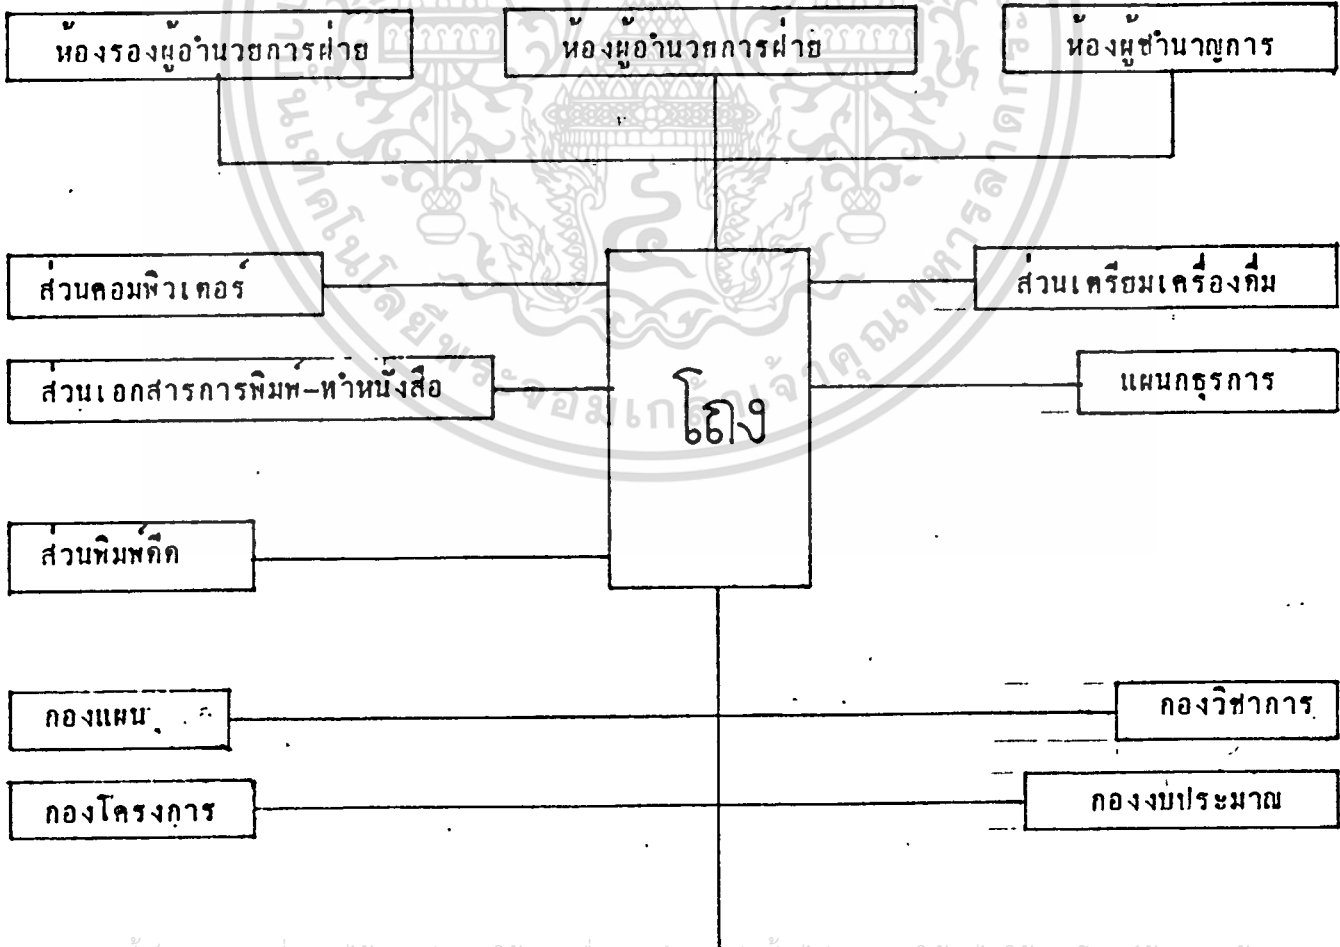 ห้องรองผู้อำนวยการฝ่าย
ห้องผู้อำนวยการฝ่าย
ห้องผู้ชำนาญการ
ส่วนคอมพิวเตอร์
ส่วนเตรียมเครื่องดื่ม
ส่วนเอกสารการพิมพ์-ทำหนังสือ
แผนกธุรการ
โถง
ส่วนพิมพ์ดีด
กองแผน
กองวิชาการ
กองโครงการ
กองงบประมาณ